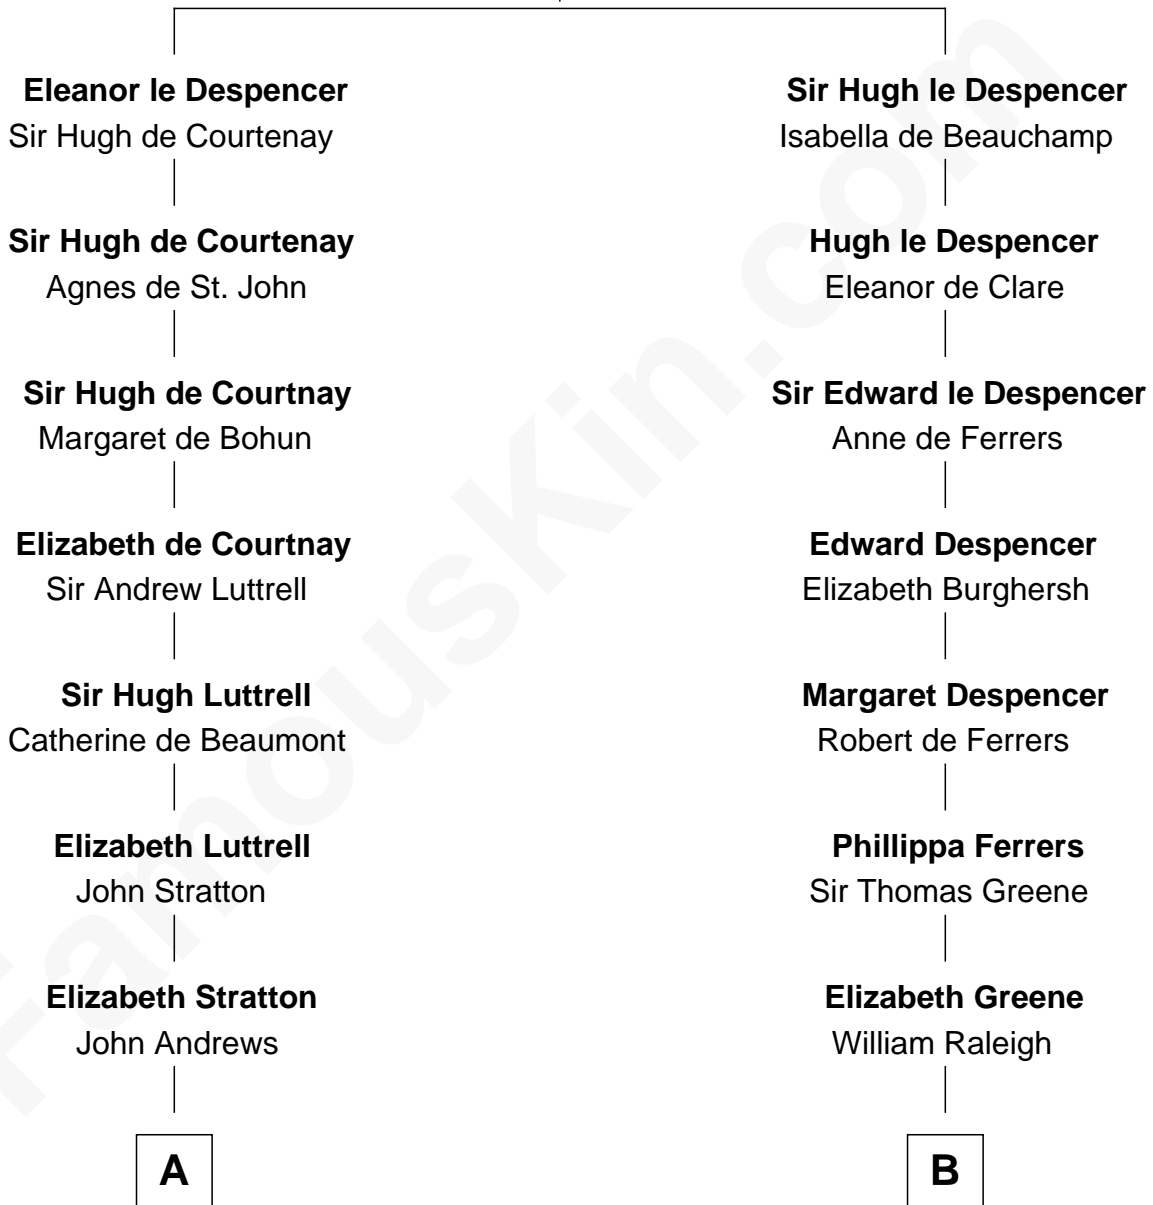 Eleanor le Despencer
Sir Hugh de Courtenay
Sir Hugh le Despencer
Isabella de Beauchamp
Sir Hugh de Courtenay
Agnes de St. John
Hugh le Despencer
Eleanor de Clare
Sir Hugh de Courtnay
Margaret de Bohun
Sir Edward le Despencer
Anne de Ferrers
Elizabeth de Courtnay
Sir Andrew Luttrell
Edward Despencer
Elizabeth Burghersh
Sir Hugh Luttrell
Catherine de Beaumont
Margaret Despencer
Robert de Ferrers
Elizabeth Luttrell
John Stratton
Phillippa Ferrers
Sir Thomas Greene
Elizabeth Stratton
John Andrews
Elizabeth Greene
William Raleigh
A
B
FamousKin.com